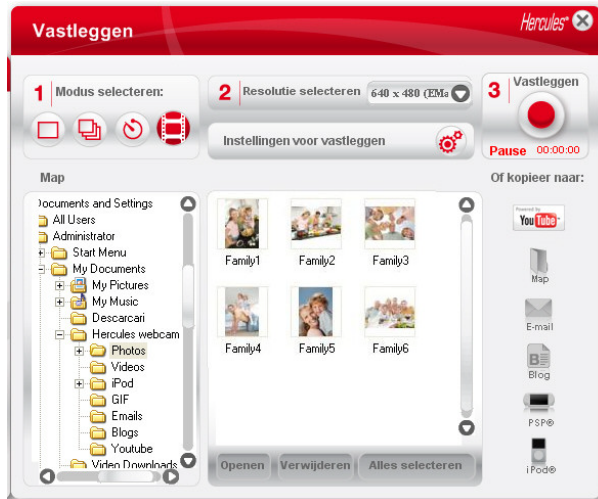 Vastleggen
Hercules
1 Modus selecteren:
2 Resolutie selecteren 640 x 480 (EMa
Instellingen voor vastleggen
3 Vastleggen
Pause 00:00:00
Map
Of kopieer naar:
Documents and Settings
All Users
Administrator
Start Menu
My Documents
My Pictures
My Music
Descarcari
Hercules webcam
Photos
Videos
iPod
GIF
Emails
Blogs
Youtube
Video Downloads
Family1 Family2 Family3
Family4 Family5 Family6
Openen Verwijderen Alles selecteren
Powered by
YouTube
Map
E-mail
B
Blog
PSP®
iPod®